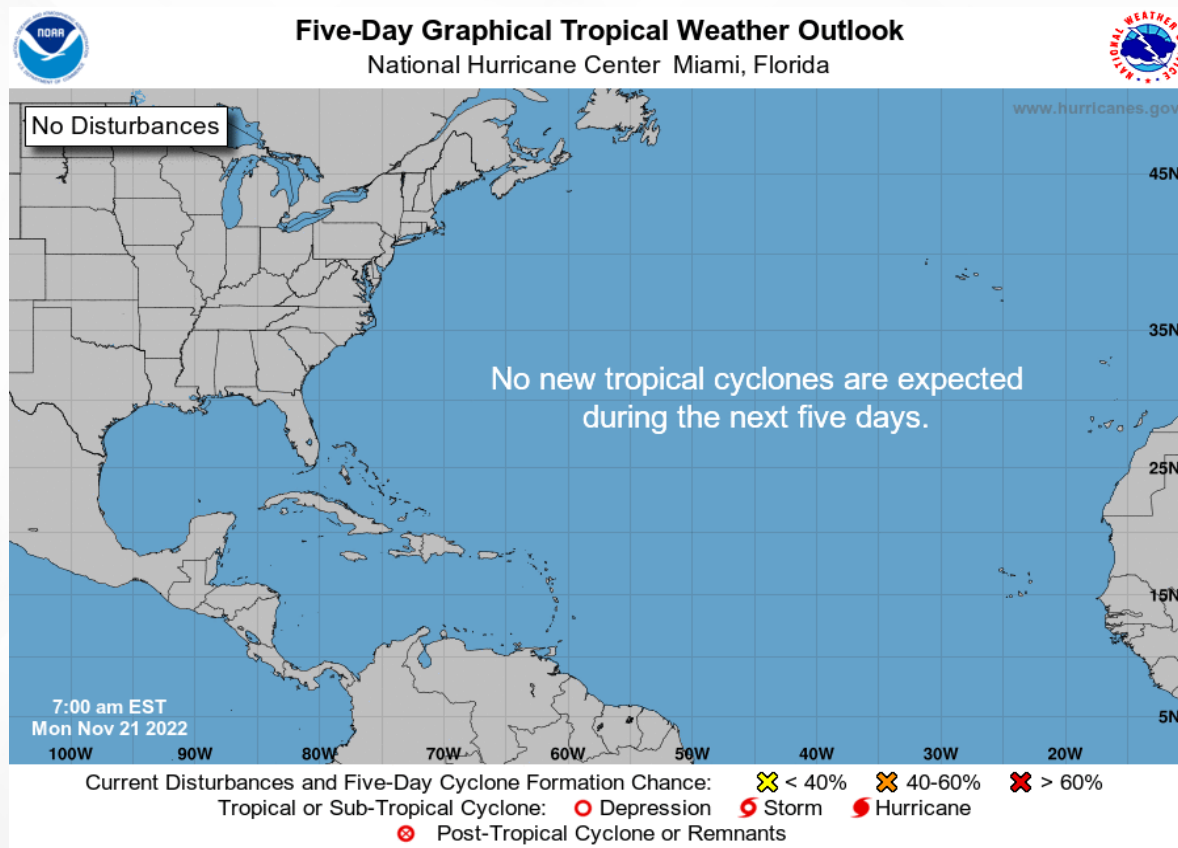 Five-Day Graphical Tropical Weather Outlook
National Hurricane Center Miami, Florida
NOAA
No Disturbances
www.hurricanes.gov
45N
35N
No new tropical cyclones are expected
during the next five days.
25N
15N
7:00 am EST
Mon Nov 21 2022
5N
100W 90W 80W 70W 60W 50W 40W 30W 20W
Current Disturbances and Five-Day Cyclone Formation Chance: < 40% 40-60% > 60%
Tropical or Sub-Tropical Cyclone: Depression Storm Hurricane
Post-Tropical Cyclone or Remnants